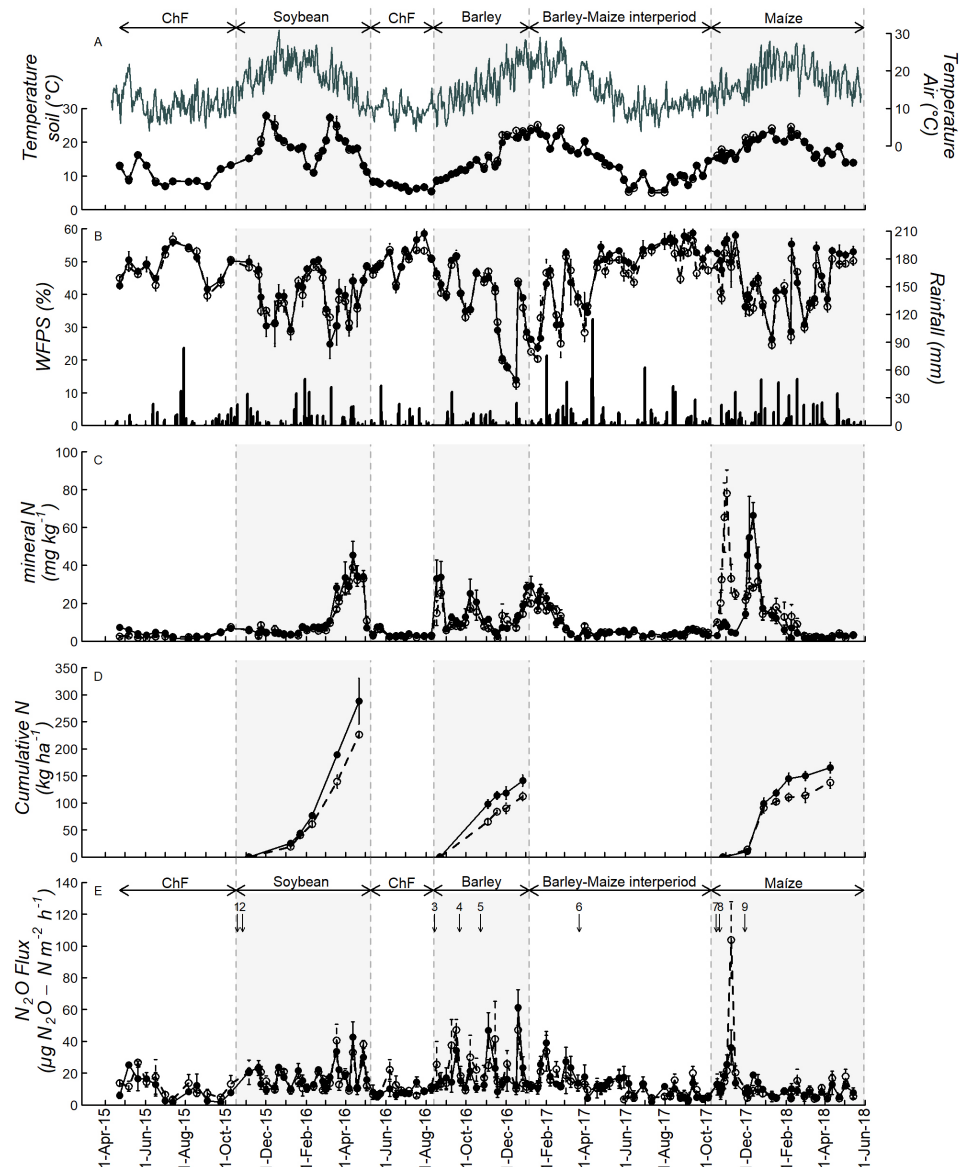 ChF Soybean ChF Barley Barley-Maize interperiod Maíze
A
Temperature
soil (°C)
30
20
10
0
30
20
10
0
Temperature
Air (°C)
B
WFPS (%)
60
50
40
30
20
10
0
210
180
150
120
90
60
30
0
Rainfall (mm)
C
mineral N
(mg kg⁻¹)
100
80
60
40
20
0
D
Cumulative N
(kg ha⁻¹)
350
300
250
200
150
100
50
0
E
ChF Soybean ChF Barley Barley-Maize interperiod Maíze
12 3 4 5 6 78 9
N₂O Flux
(µg N₂O − N m⁻² h⁻¹)
140
120
100
80
60
40
20
0
1-Apr-15
1-Jun-15
1-Aug-15
1-Oct-15
1-Dec-15
1-Feb-16
1-Apr-16
1-Jun-16
1-Aug-16
1-Oct-16
1-Dec-16
1-Feb-17
1-Apr-17
1-Jun-17
1-Aug-17
1-Oct-17
1-Dec-17
1-Feb-18
1-Apr-18
1-Jun-18